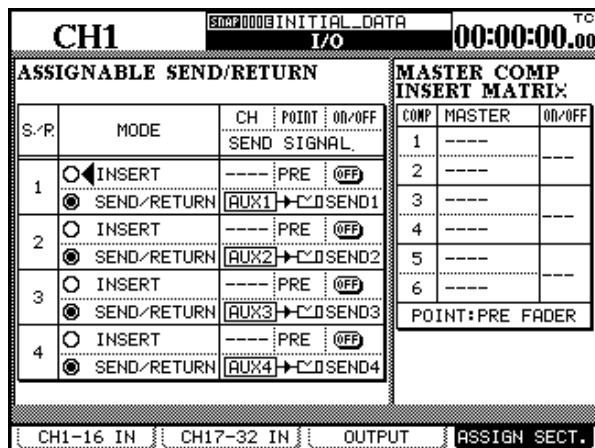 CH1
SNAP000:INITIAL_DATA
I/O
TC
00:00:00.00
ASSIGNABLE SEND/RETURN
S./R. MODE CH POINT ON/OFF
SEND SIGNAL
1 INSERT ---- PRE OFF
SEND/RETURN AUX1 SEND1
2 INSERT ---- PRE OFF
SEND/RETURN AUX2 SEND2
3 INSERT ---- PRE OFF
SEND/RETURN AUX3 SEND3
4 INSERT ---- PRE OFF
SEND/RETURN AUX4 SEND4
MASTER COMP
INSERT MATRIX
COMP MASTER ON/OFF
1 ----
2 ---- ---
3 ----
4 ---- ---
5 ----
6 ---- ---
POINT:PRE FADER
CH1-16 IN CH17-32 IN OUTPUT ASSIGN SECT.